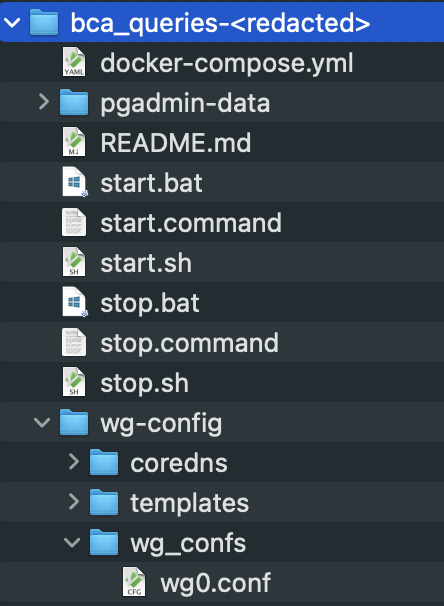 bca_queries-<redacted>
YAML docker-compose.yml
pgadmin-data
M↓ README.md
start.bat
start.command
SH start.sh
stop.bat
stop.command
SH stop.sh
wg-config
coredns
templates
wg_confs
CFG wg0.conf